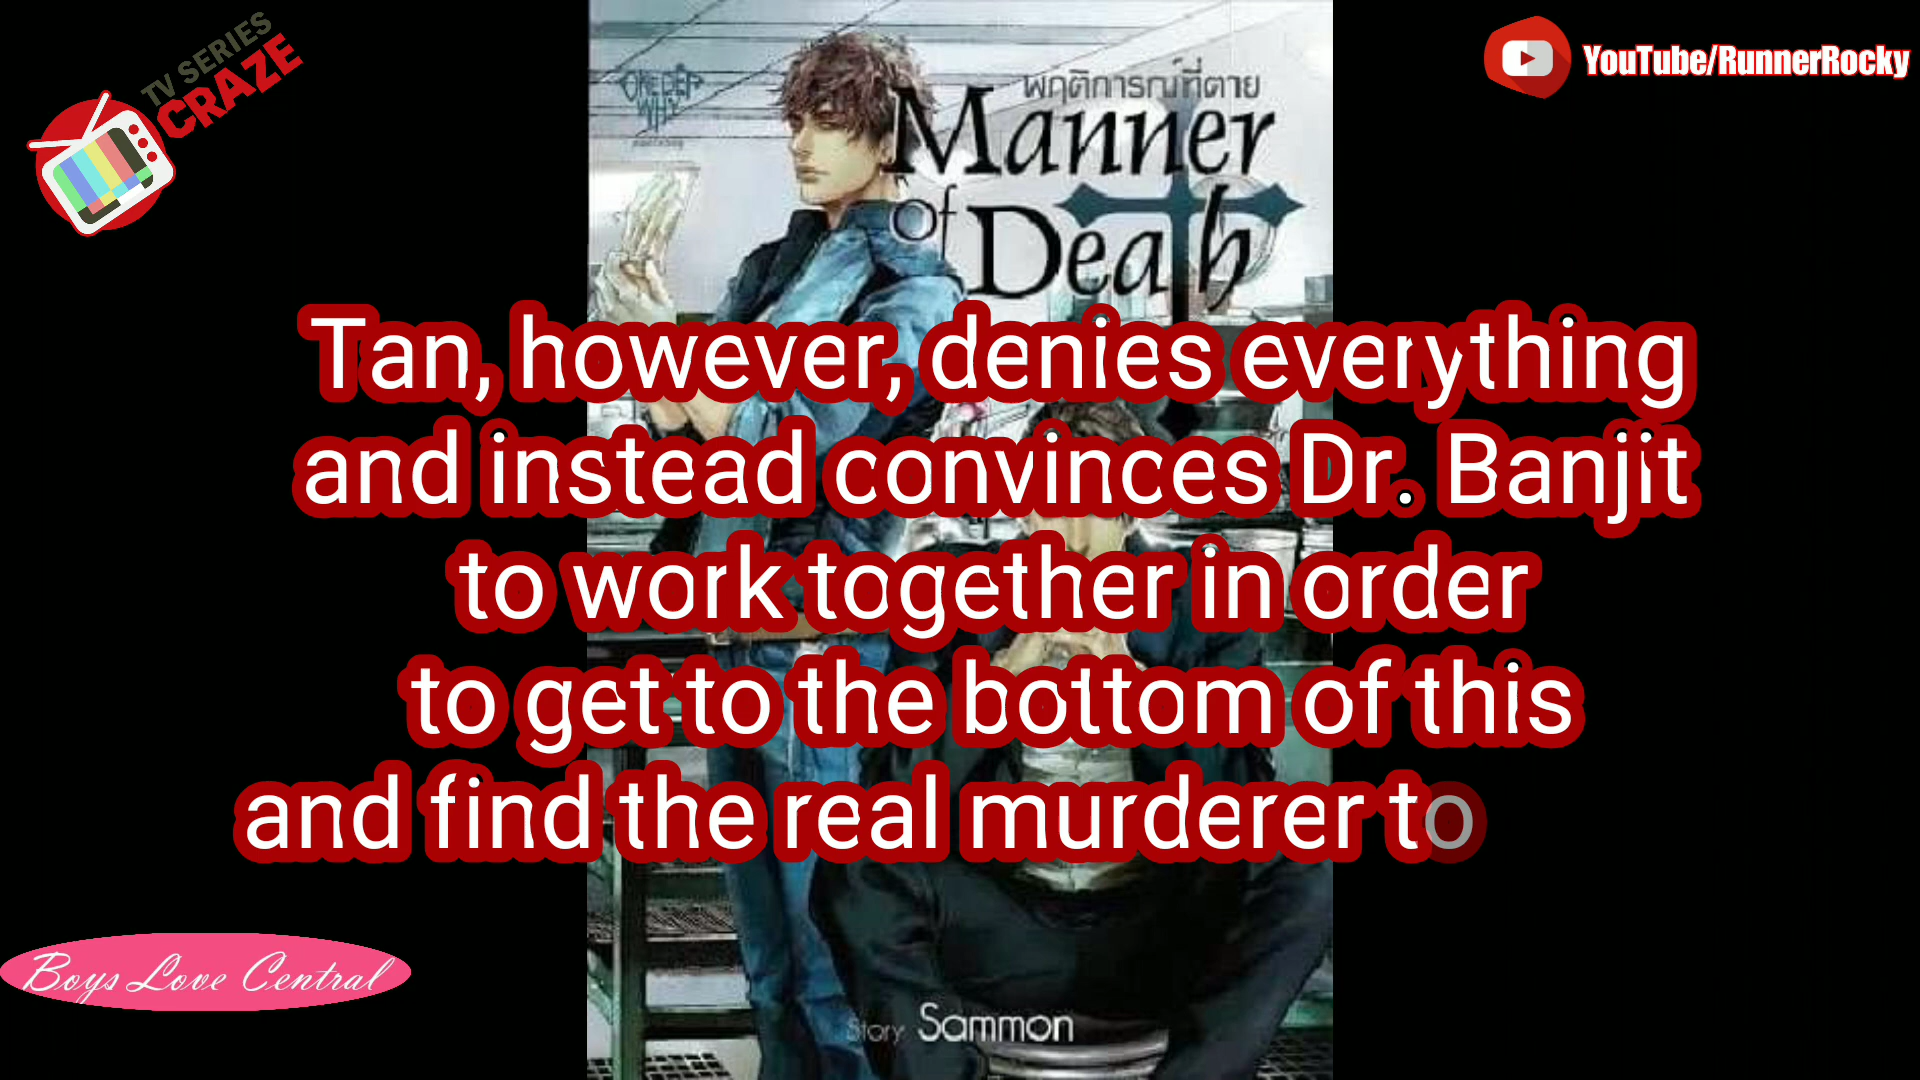 TV SERIES
CRAZE
YouTube/RunnerRocky
พฤติการณ์ที่ตาย
Manner
of Death
Tan, however, denies everything
and instead convinces Dr. Banjit
to work together in order
to get to the bottom of this
and find the real murderer to
Boys Love Central
Story Sammon